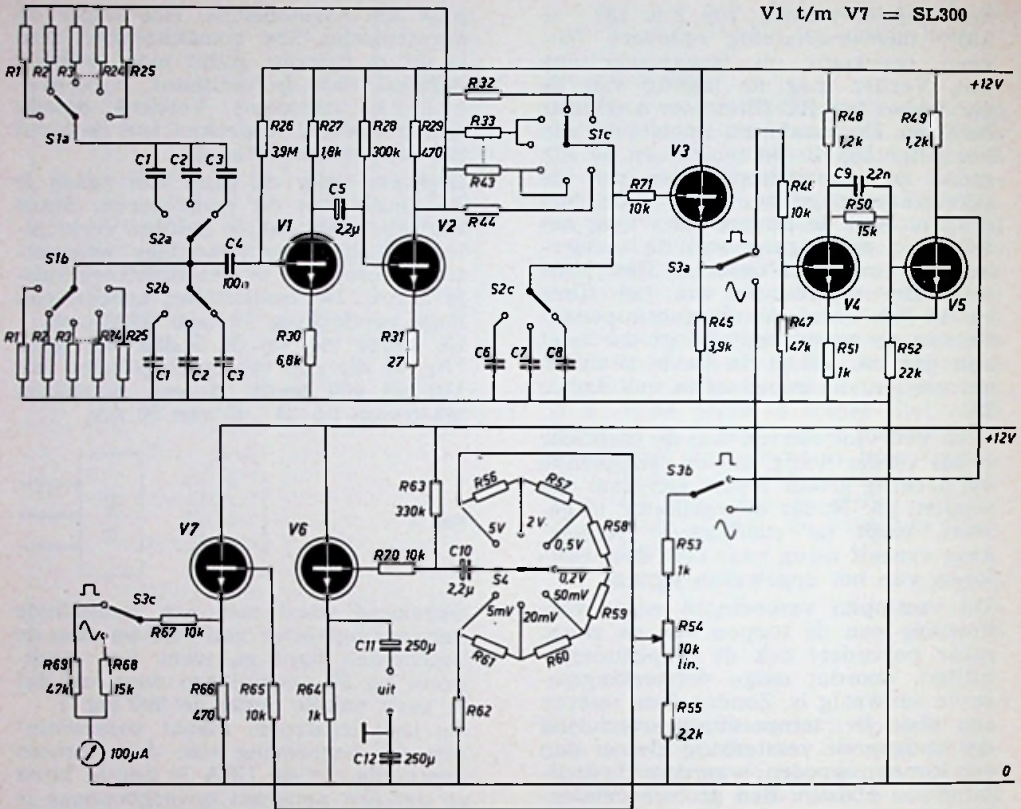 V1 t/m V7 = SL300
+12V
R1
R2
R3
R24
R25
S1a
C1
C2
C3
S2a
S1b
S2b
C4
100n
R1
R2
R3
R24
R25
C1
C2
C3
R26
3,9M
R27
1,8k
R28
300k
R29
470
C5
2,2µ
V1
V2
R30
6,8k
R31
27
R32
R33
R43
R44
S1c
S2c
C6
C7
C8
R71
10k
V3
S3a
R45
3,9k
R46
10k
R47
47k
R48
1,2k
R49
1,2k
C9
2,2n
R50
15k
V4
V5
R51
1k
R52
22k
+12V
V7
V6
R63
330k
R70 10k
C10
2,2µ
R56
R57
R58
R59
R60
R61
R62
5V
2V
0,5V
0,2V
50mV
20mV
5mV
S4
S3b
R53
1k
R54
10k
lin.
R55
2,2k
S3c
R67 10k
R69
47k
R68
15k
100µA
R66
470
R65
10k
R64
1k
C11
250µ
uit
C12
250µ
0